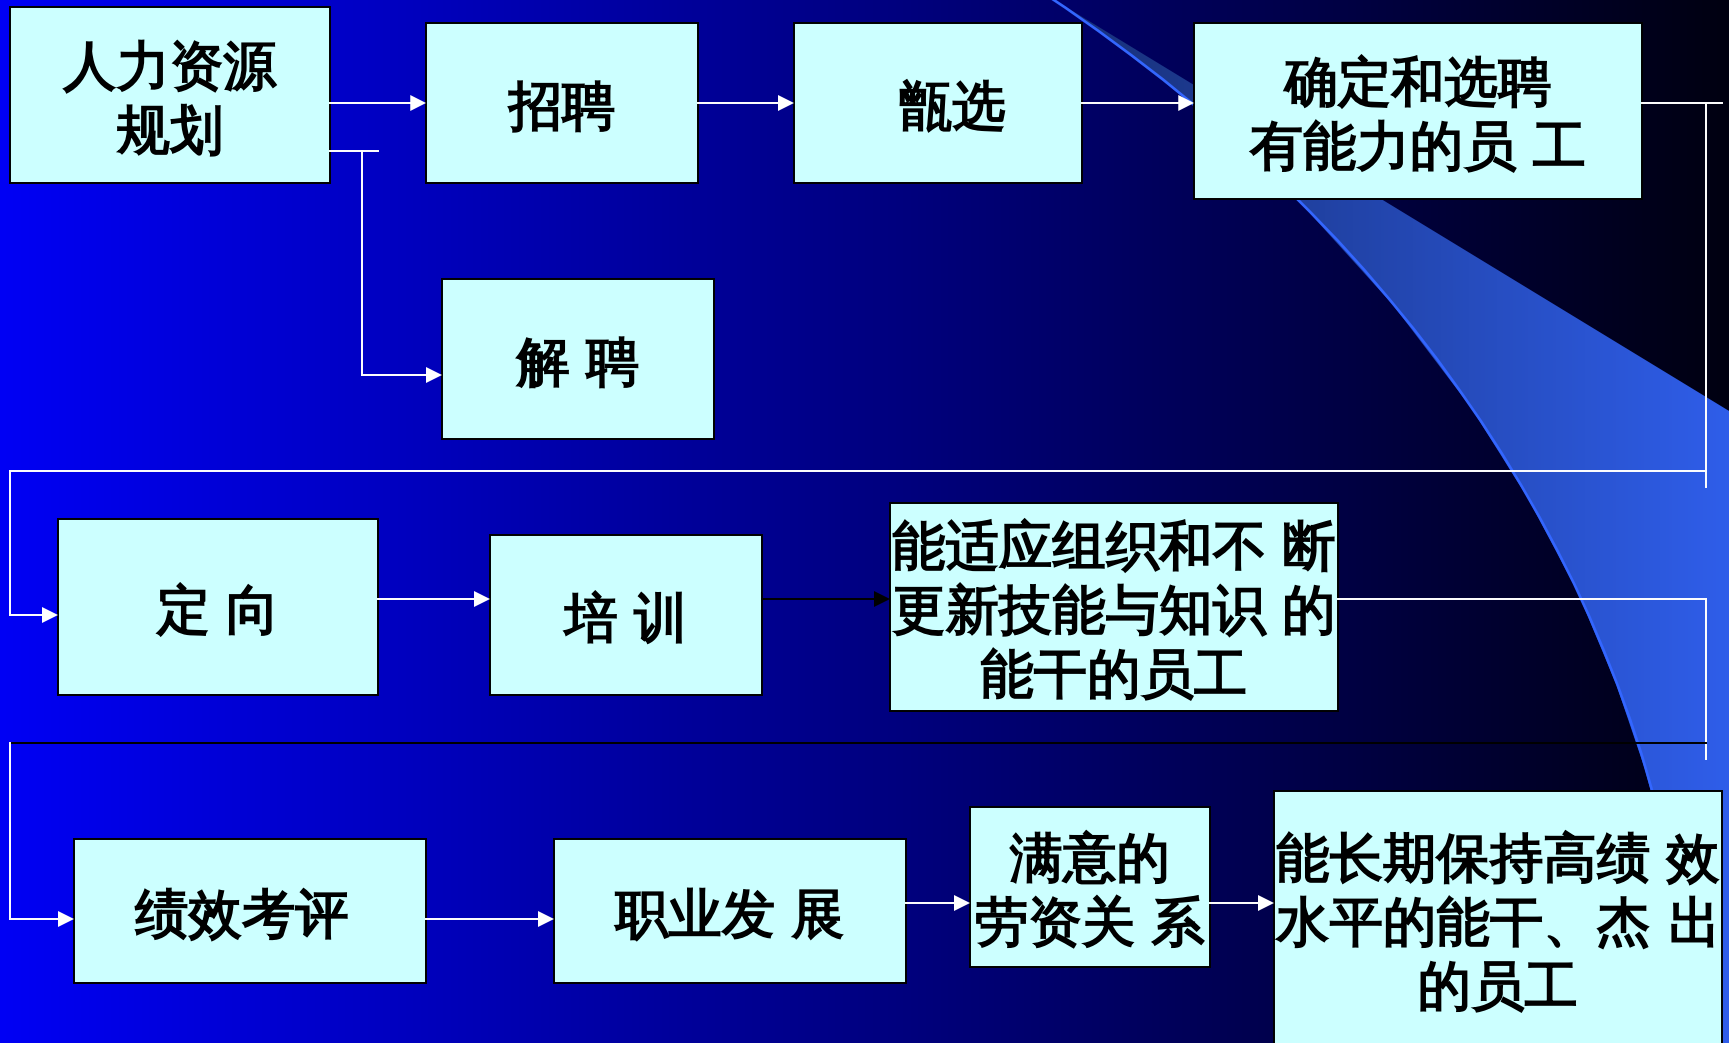 人力资源
规划
招聘
甄选
确定和选聘
有能力的员 工
解 聘
定 向
培 训
能适应组织和不 断
更新技能与知识 的
能干的员工
绩效考评
职业发 展
满意的
劳资关 系
能长期保持高绩 效
水平的能干、杰 出
的员工